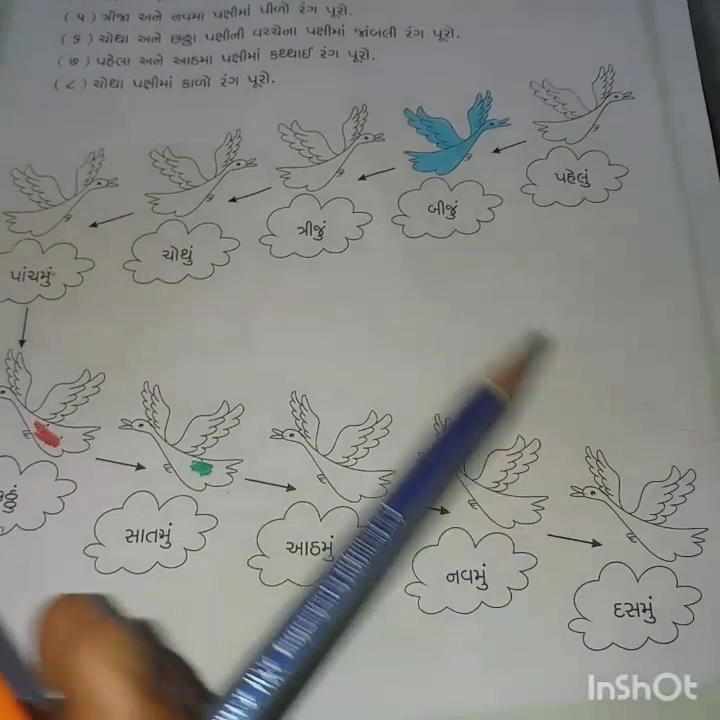 (૫) ત્રીજા અને નવમા પક્ષીમાં પીળો રંગ પૂરો.
(૬) ચોથા અને છઠ્ઠા પક્ષીની વચ્ચેના પક્ષીમાં જાંબલી રંગ પૂરો.
(૭) પહેલા અને આઠમા પક્ષીમાં કથ્થાઈ રંગ પૂરો.
(૮) ચોથા પક્ષીમાં કાળો રંગ પૂરો.
પહેલું
બીજું
ત્રીજું
ચોથું
પાંચમું
સાતમું
આઠમું
નવમું
દસમું
InShOt